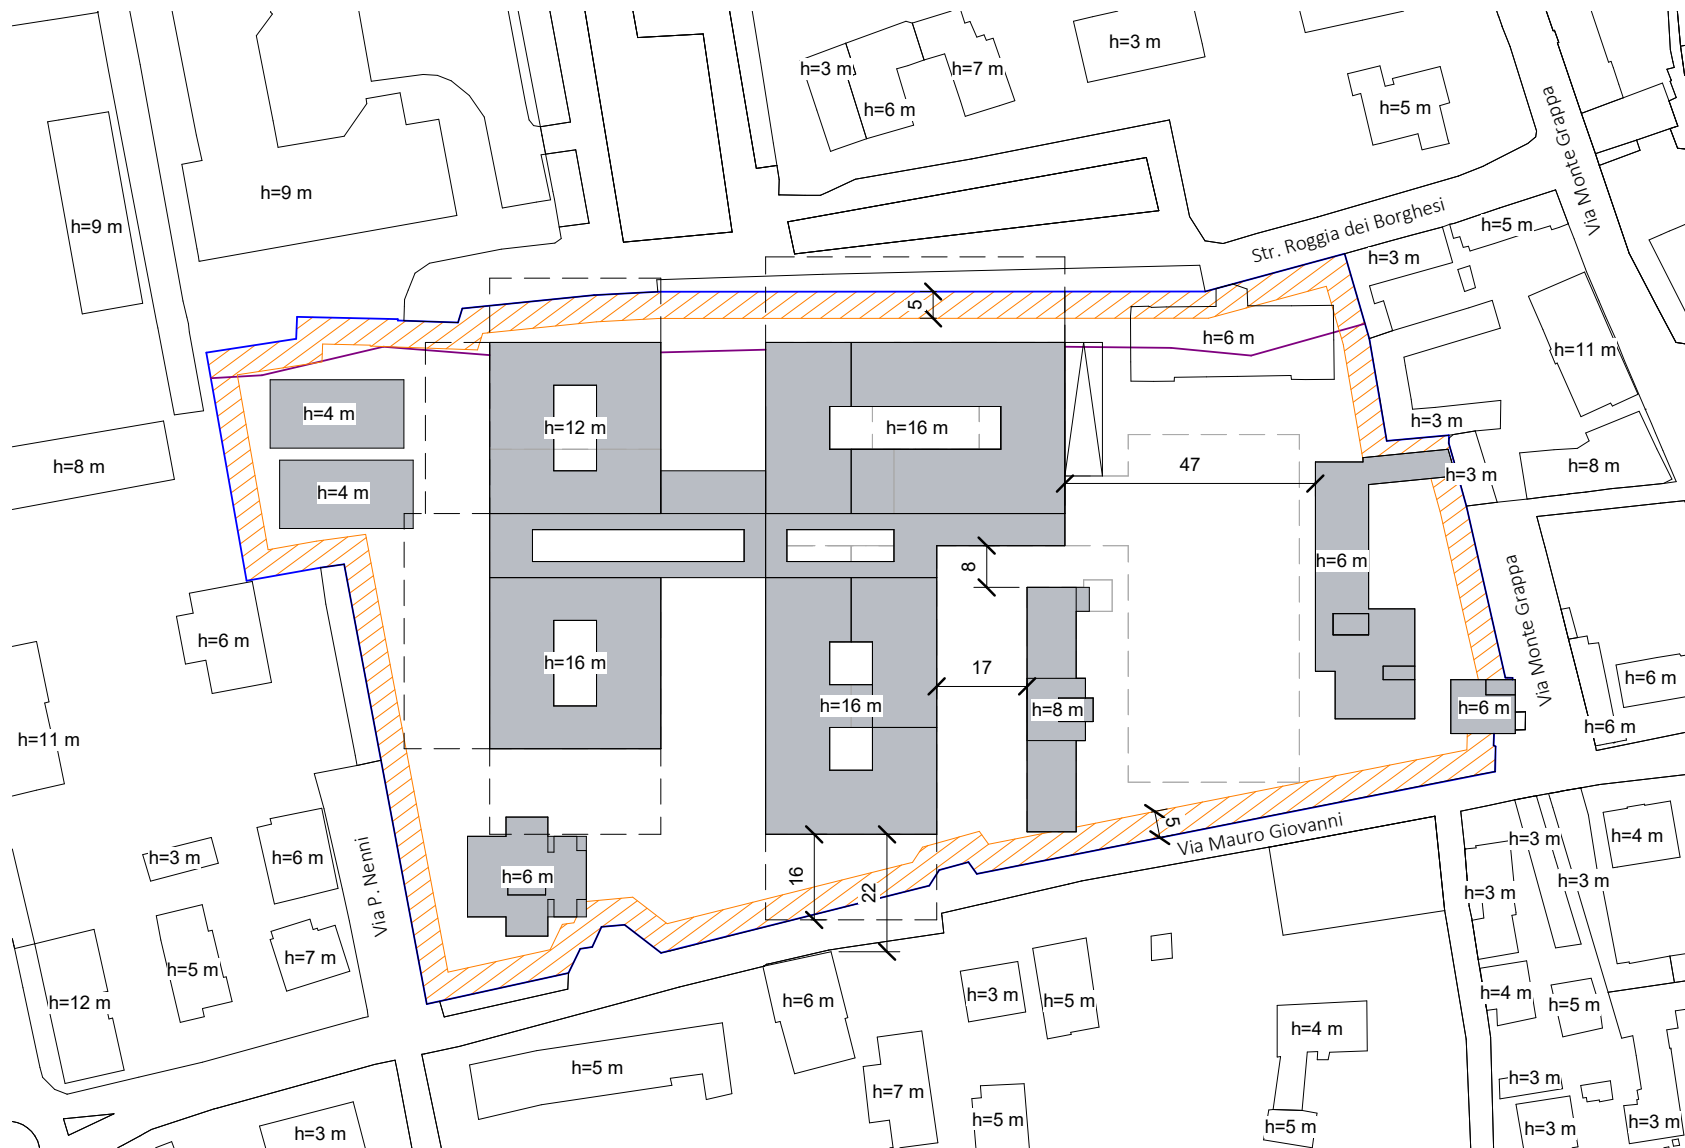 h=3 m
h=3 m
h=7 m
h=6 m
h=5 m
Via Monte Grappa
h=9 m
h=9 m
Str. Roggia dei Borghesi
h=5 m
h=3 m
5
h=6 m
h=11 m
h=4 m
h=12 m
h=16 m
h=3 m
h=8 m
47
h=8 m
h=3 m
h=4 m
h=6 m
8
Via Monte Grappa
h=6 m
h=16 m
17
h=6 m
h=16 m
h=8 m
h=6 m
h=6 m
h=11 m
5
Via Mauro Giovanni
h=3 m
h=4 m
h=3 m
h=6 m
Via P. Nenni
h=6 m
16
22
h=3 m
h=3 m
h=5 m
h=7 m
h=12 m
h=6 m
h=3 m
h=5 m
h=4 m
h=5 m
h=4 m
h=5 m
h=7 m
h=3 m
h=3 m
h=5 m
h=5 m
h=3 m
h=3 m